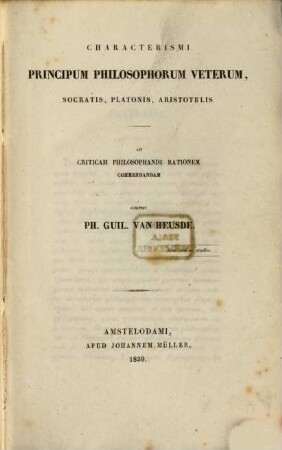 CHARACTERISMI
PRINCIPUM PHILOSOPHORUM VETERUM,
SOCRATIS, PLATONIS, ARISTOTELIS
AD
CRITICAM PHILOSOPHANDI RATIONEM
COMMENDANDAM
SCRIPSIT
PH. GUIL. VAN HEUSDE.
AMSTELODAMI,
APUD JOHANNEM MÜLLER,
1839.